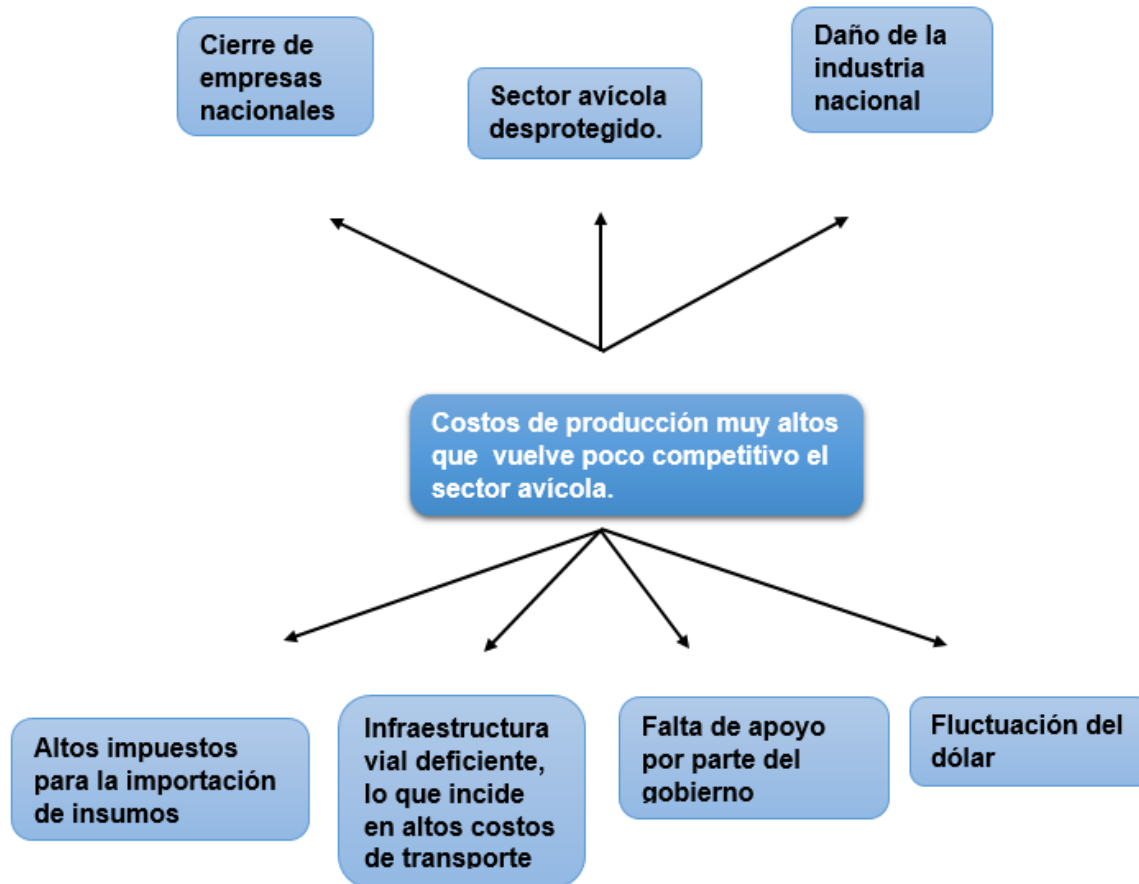 Cierre de
empresas
nacionales
Sector avícola
desprotegido.
Daño de la
industria
nacional
Costos de producción muy altos
que vuelve poco competitivo el
sector avícola.
Altos impuestos
para la importación
de insumos
Infraestructura
vial deficiente,
lo que incide
en altos costos
de transporte
Falta de apoyo
por parte del
gobierno
Fluctuación del
dólar